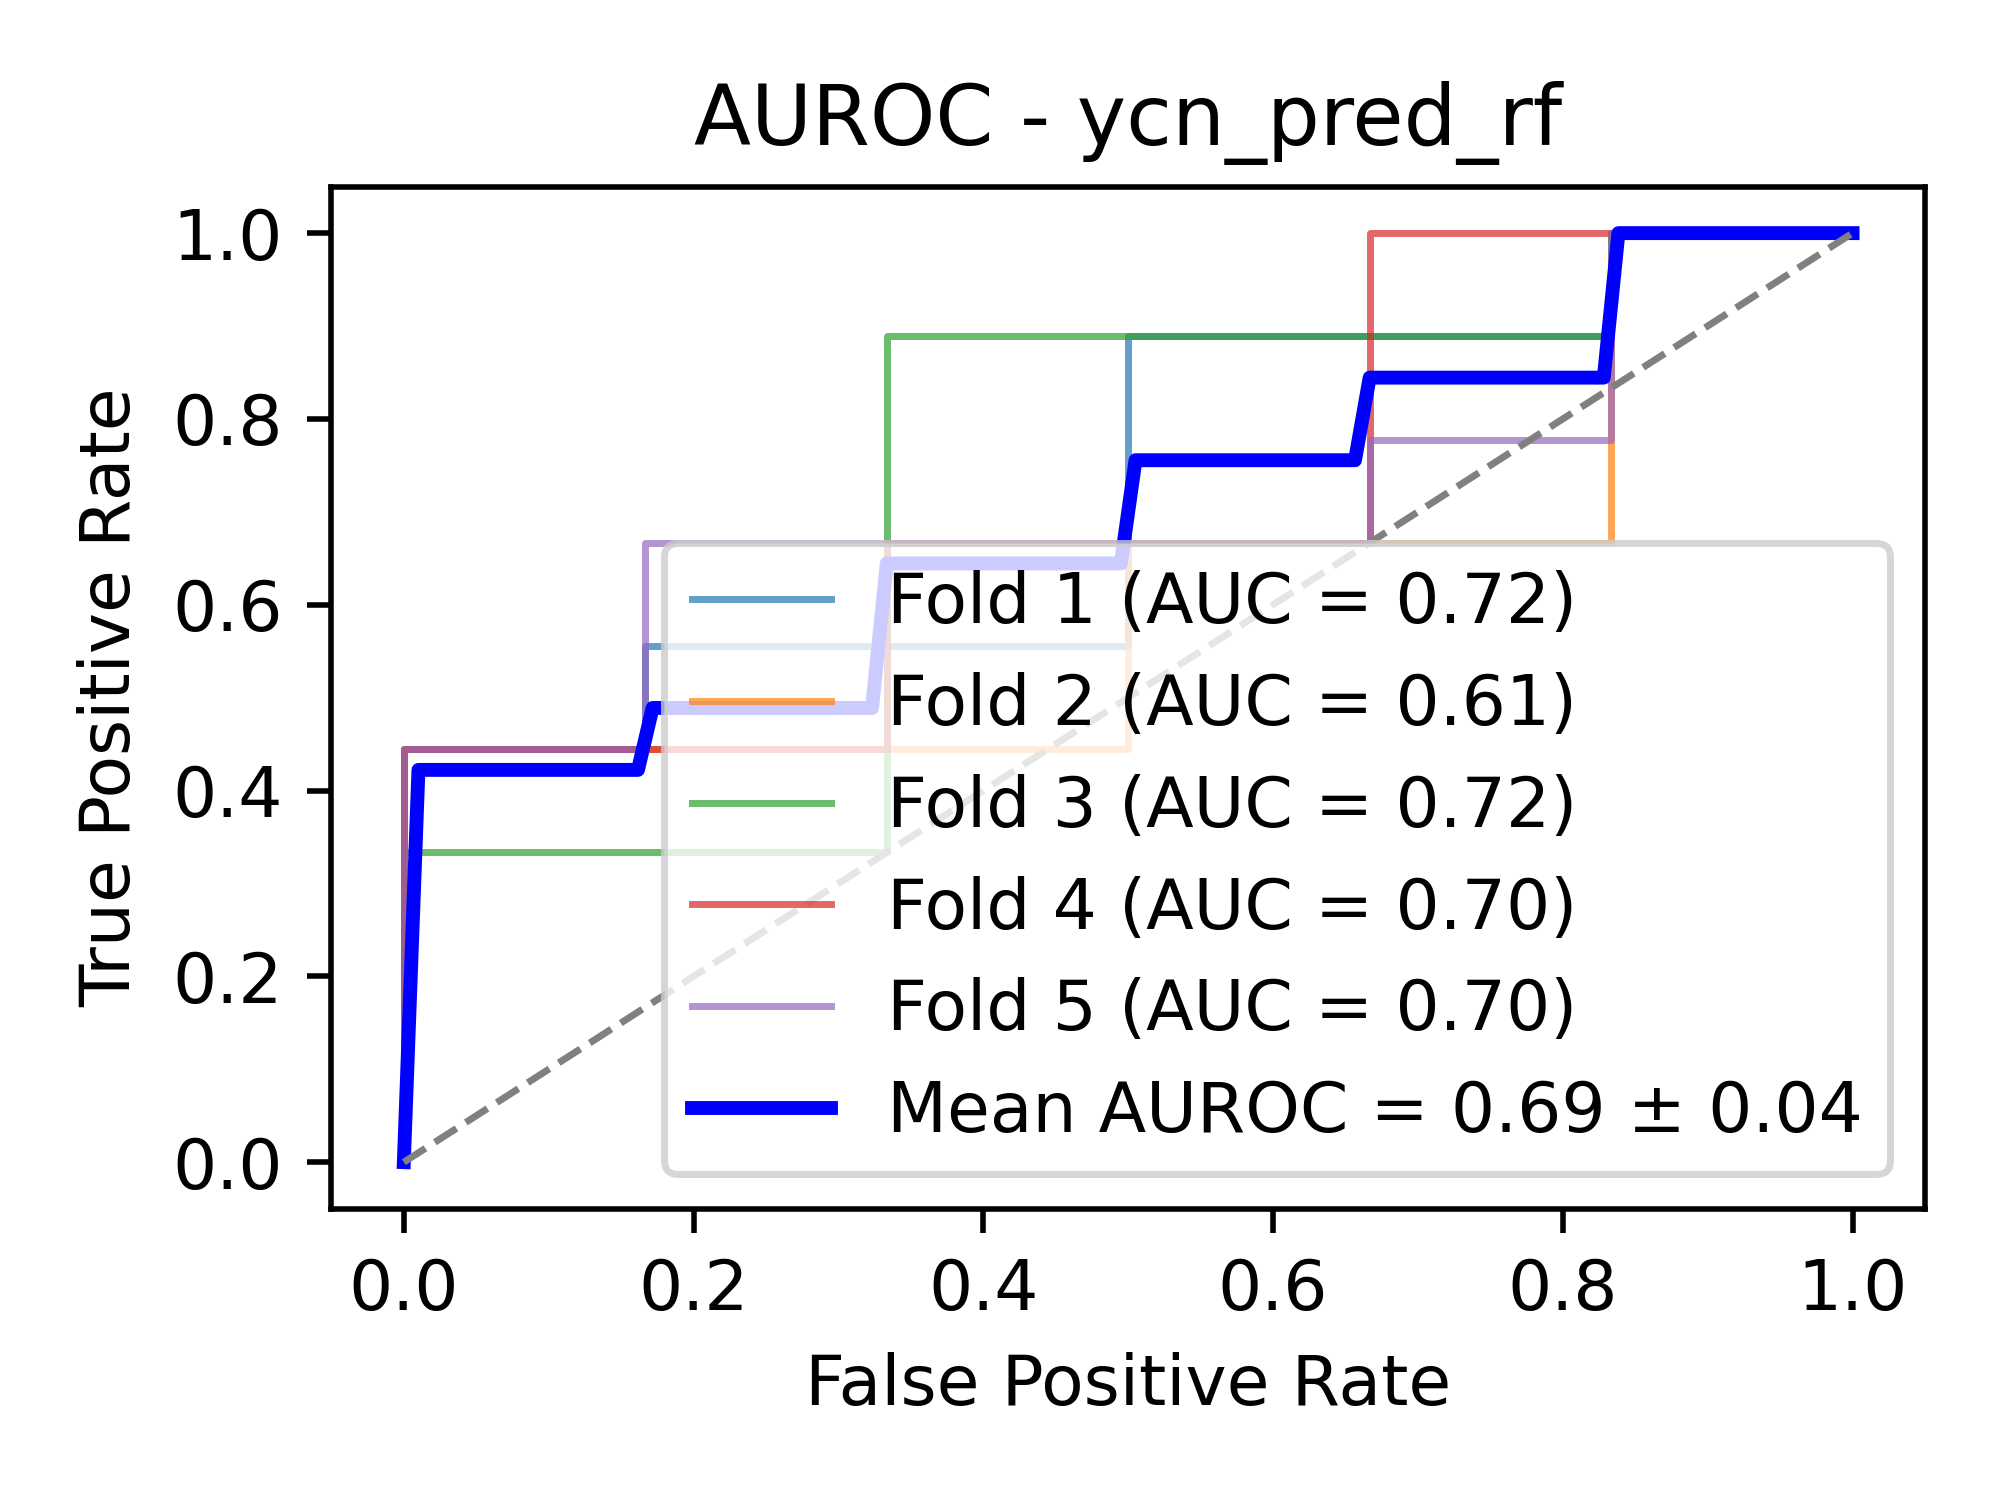 AUROC - ycn_pred_rf
1.0
0.8
0.6
0.4
0.2
0.0
True Positive Rate
Fold 1 (AUC = 0.72)
Fold 2 (AUC = 0.61)
Fold 3 (AUC = 0.72)
Fold 4 (AUC = 0.70)
Fold 5 (AUC = 0.70)
Mean AUROC = 0.69 ± 0.04
0.0 0.2 0.4 0.6 0.8 1.0
False Positive Rate